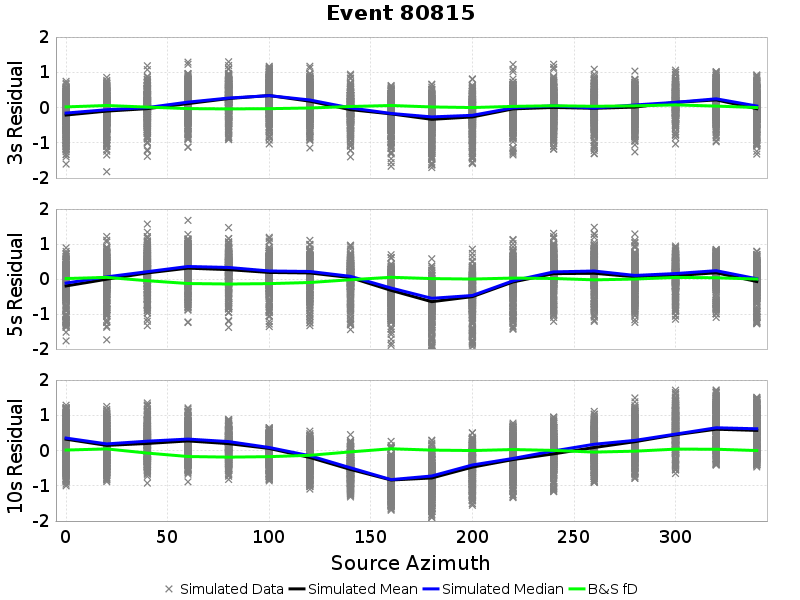 Event 80815
3s Residual
2
1
0
-1
-2
5s Residual
2
1
0
-1
-2
10s Residual
2
1
0
-1
-2
0 50 100 150 200 250 300
Source Azimuth
Simulated Data Simulated Mean Simulated Median B&S fD